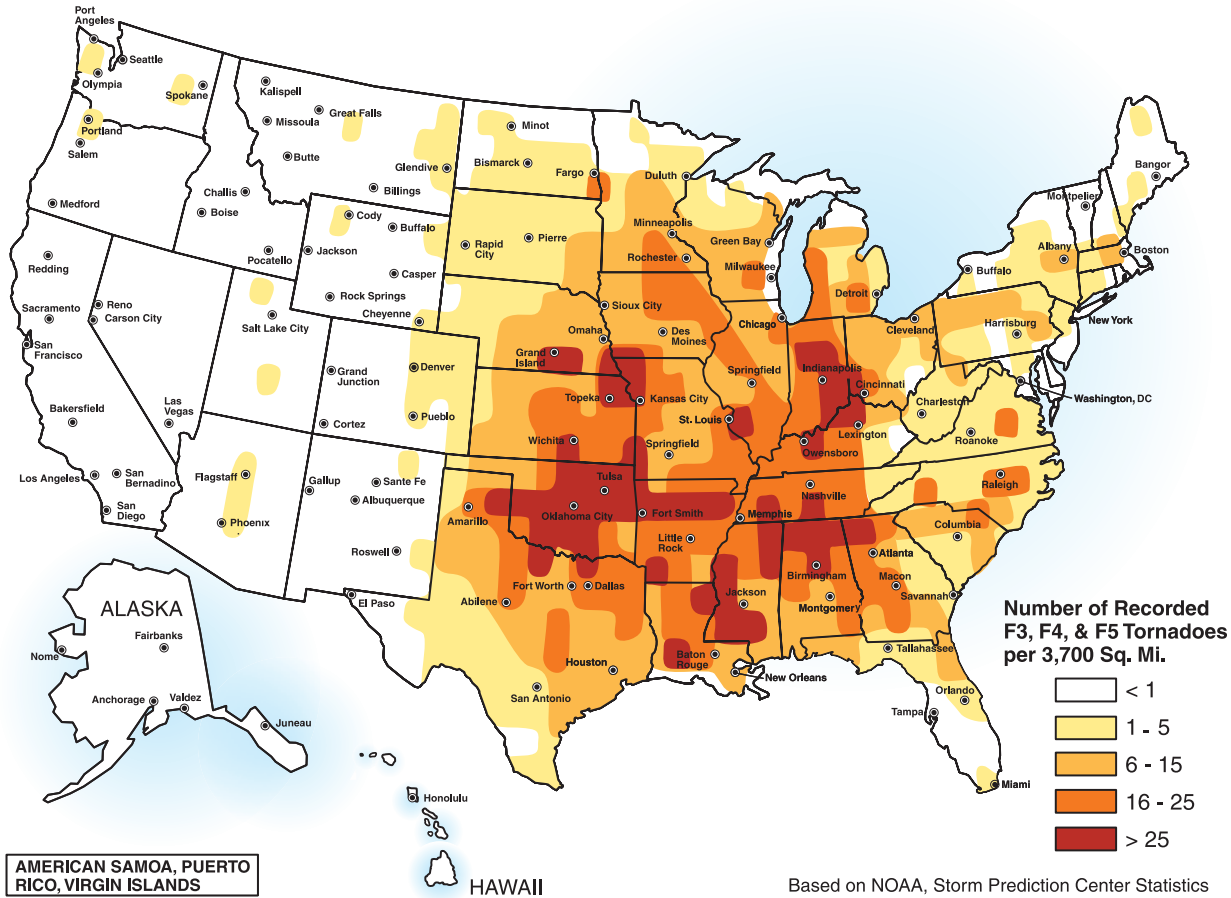 Port
Angeles
Seattle
Olympia
Spokane
Portland
Salem
Medford
Kalispell
Great Falls
Missoula
Butte
Glendive
Billings
Challis
Boise
Pocatello
Minot
Bismarck
Fargo
Duluth
Cody
Buffalo
Jackson
Casper
Rock Springs
Cheyenne
Rapid
City
Pierre
Minneapolis
Rochester
Green Bay
Milwaukee
Bangor
Montpelier
Albany
Boston
Buffalo
Detroit
Redding
Sacramento
San
Francisco
Reno
Carson City
Salt Lake City
Sioux City
Omaha
Des
Moines
Chicago
Cleveland
Harrisburg
New York
Grand
Island
Denver
Grand
Junction
Pueblo
Cortez
Topeka
Kansas City
Springfield
Indianapolis
Cincinnati
Charleston
Washington, DC
Bakersfield
Las
Vegas
Los Angeles
San
Bernadino
San
Diego
Flagstaff
Phoenix
Gallup
Sante Fe
Albuquerque
Roswell
El Paso
Wichita
St. Louis
Springfield
Lexington
Owensboro
Roanoke
Raleigh
Tulsa
Oklahoma City
Amarillo
Fort Smith
Memphis
Nashville
Little
Rock
Columbia
Atlanta
Birmingham
Macon
Savannah
Montgomery
Fort Worth
Dallas
Abilene
Jackson
Baton
Rouge
New Orleans
Houston
San Antonio
Tallahassee
Orlando
Tampa
Miami
ALASKA
Fairbanks
Nome
Anchorage
Valdez
Juneau
Honolulu
HAWAII
AMERICAN SAMOA, PUERTO
RICO, VIRGIN ISLANDS
Number of Recorded
F3, F4, & F5 Tornadoes
per 3,700 Sq. Mi.
< 1
1 - 5
6 - 15
16 - 25
> 25
Based on NOAA, Storm Prediction Center Statistics